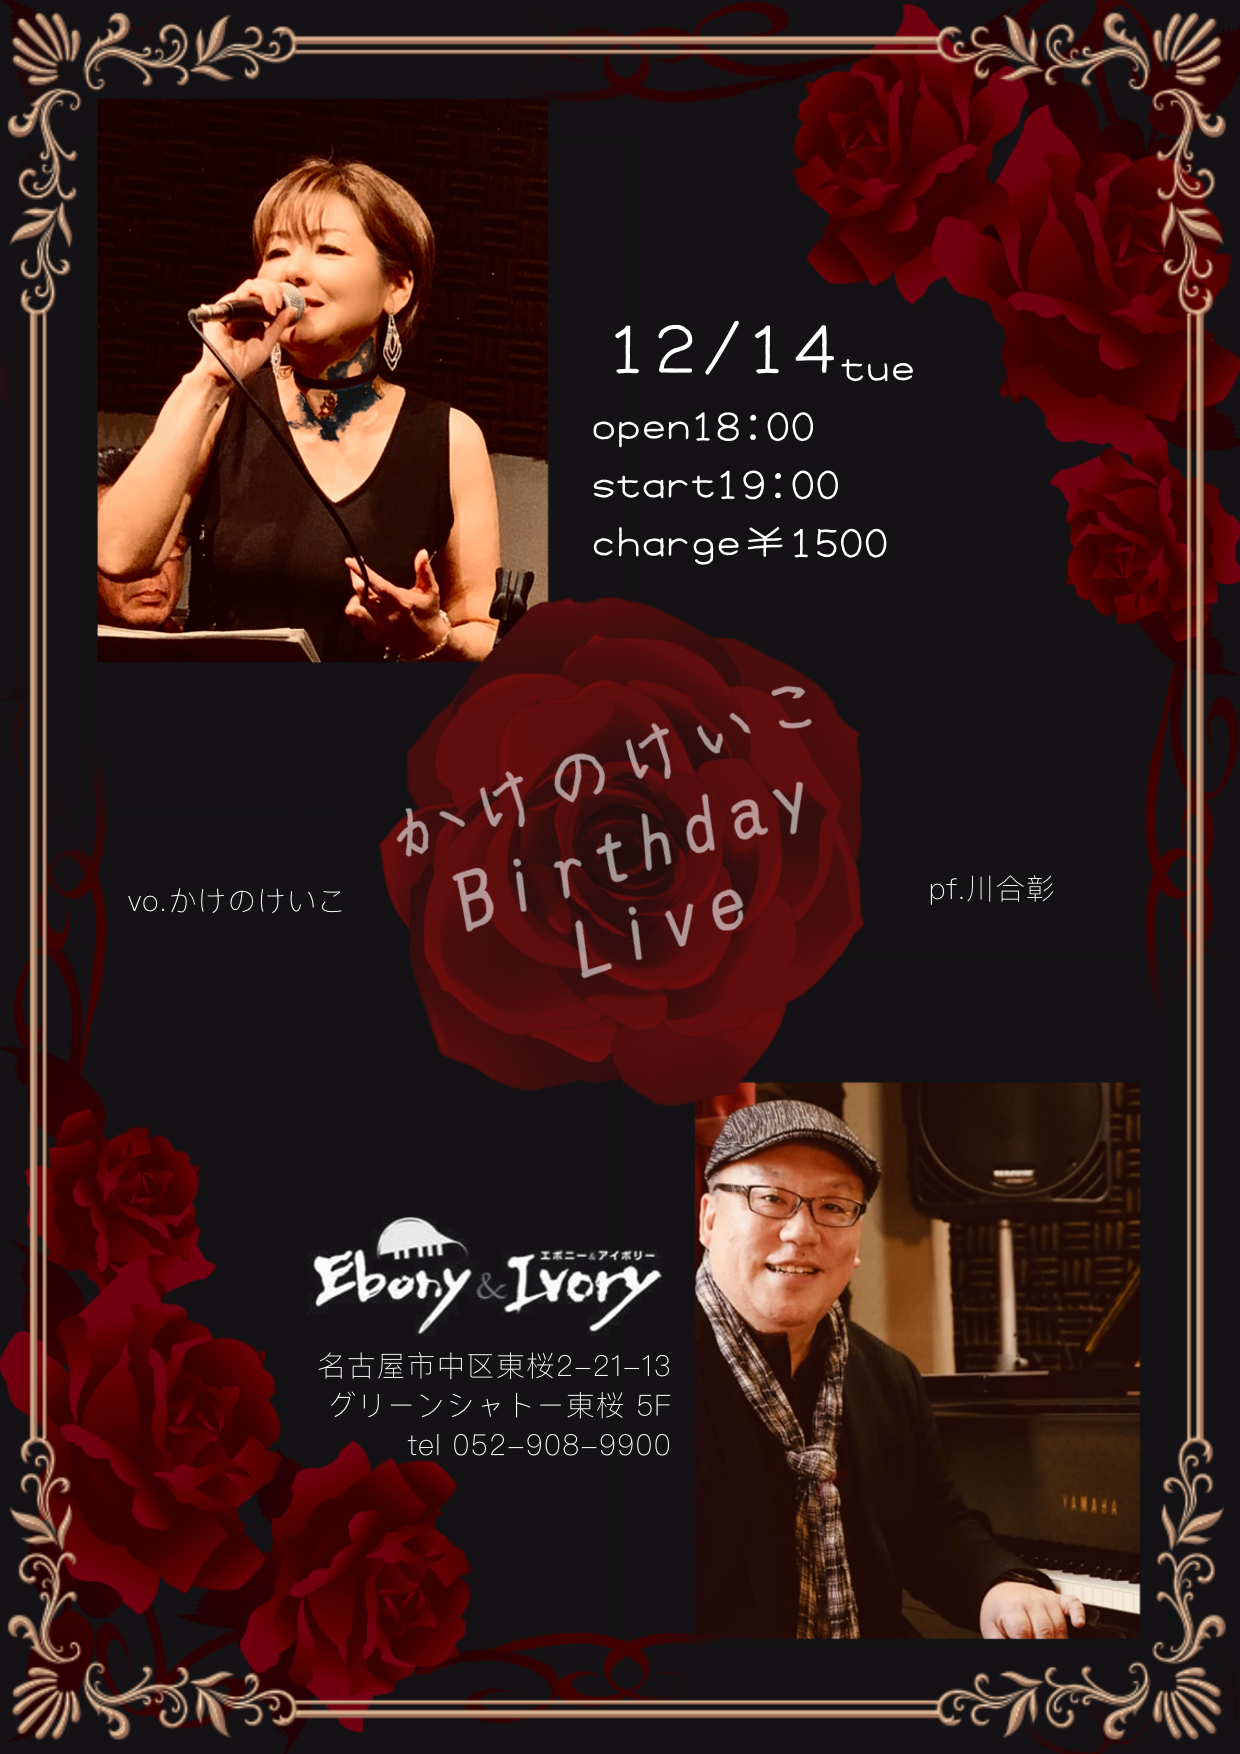 12/14tue
open18:00
start19:00
charge¥1500
かけのけいこ
Birthday
Live
vo.かけのけいこ
pf.川合彰
エボニー&アイボリー
Ebony & Ivory
名古屋市中区東桜2-21-13
グリーンシャトー東桜 5F
tel 052-908-9900
YAMAHA